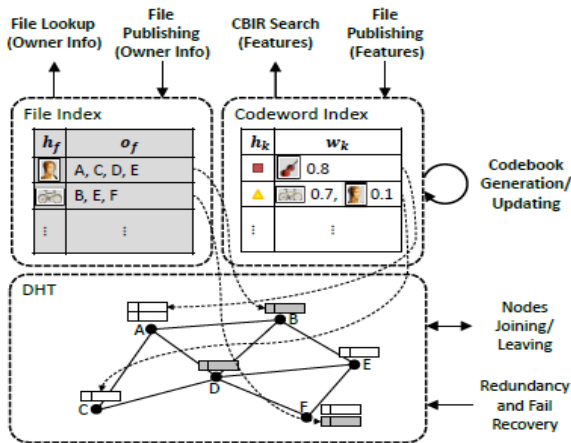 File Lookup
(Owner Info)
File
Publishing
(Owner Info)
CBIR Search
(Features)
File
Publishing
(Features)
File Index
h_f o_f
A, C, D, E
B, E, F
⋮ ⋮
Codeword Index
h_k w_k
0.8
0.7, 0.1
⋮ ⋮
Codebook
Generation/
Updating
DHT
A
B
C
D
E
F
Nodes
Joining/
Leaving
Redundancy
and Fail
Recovery